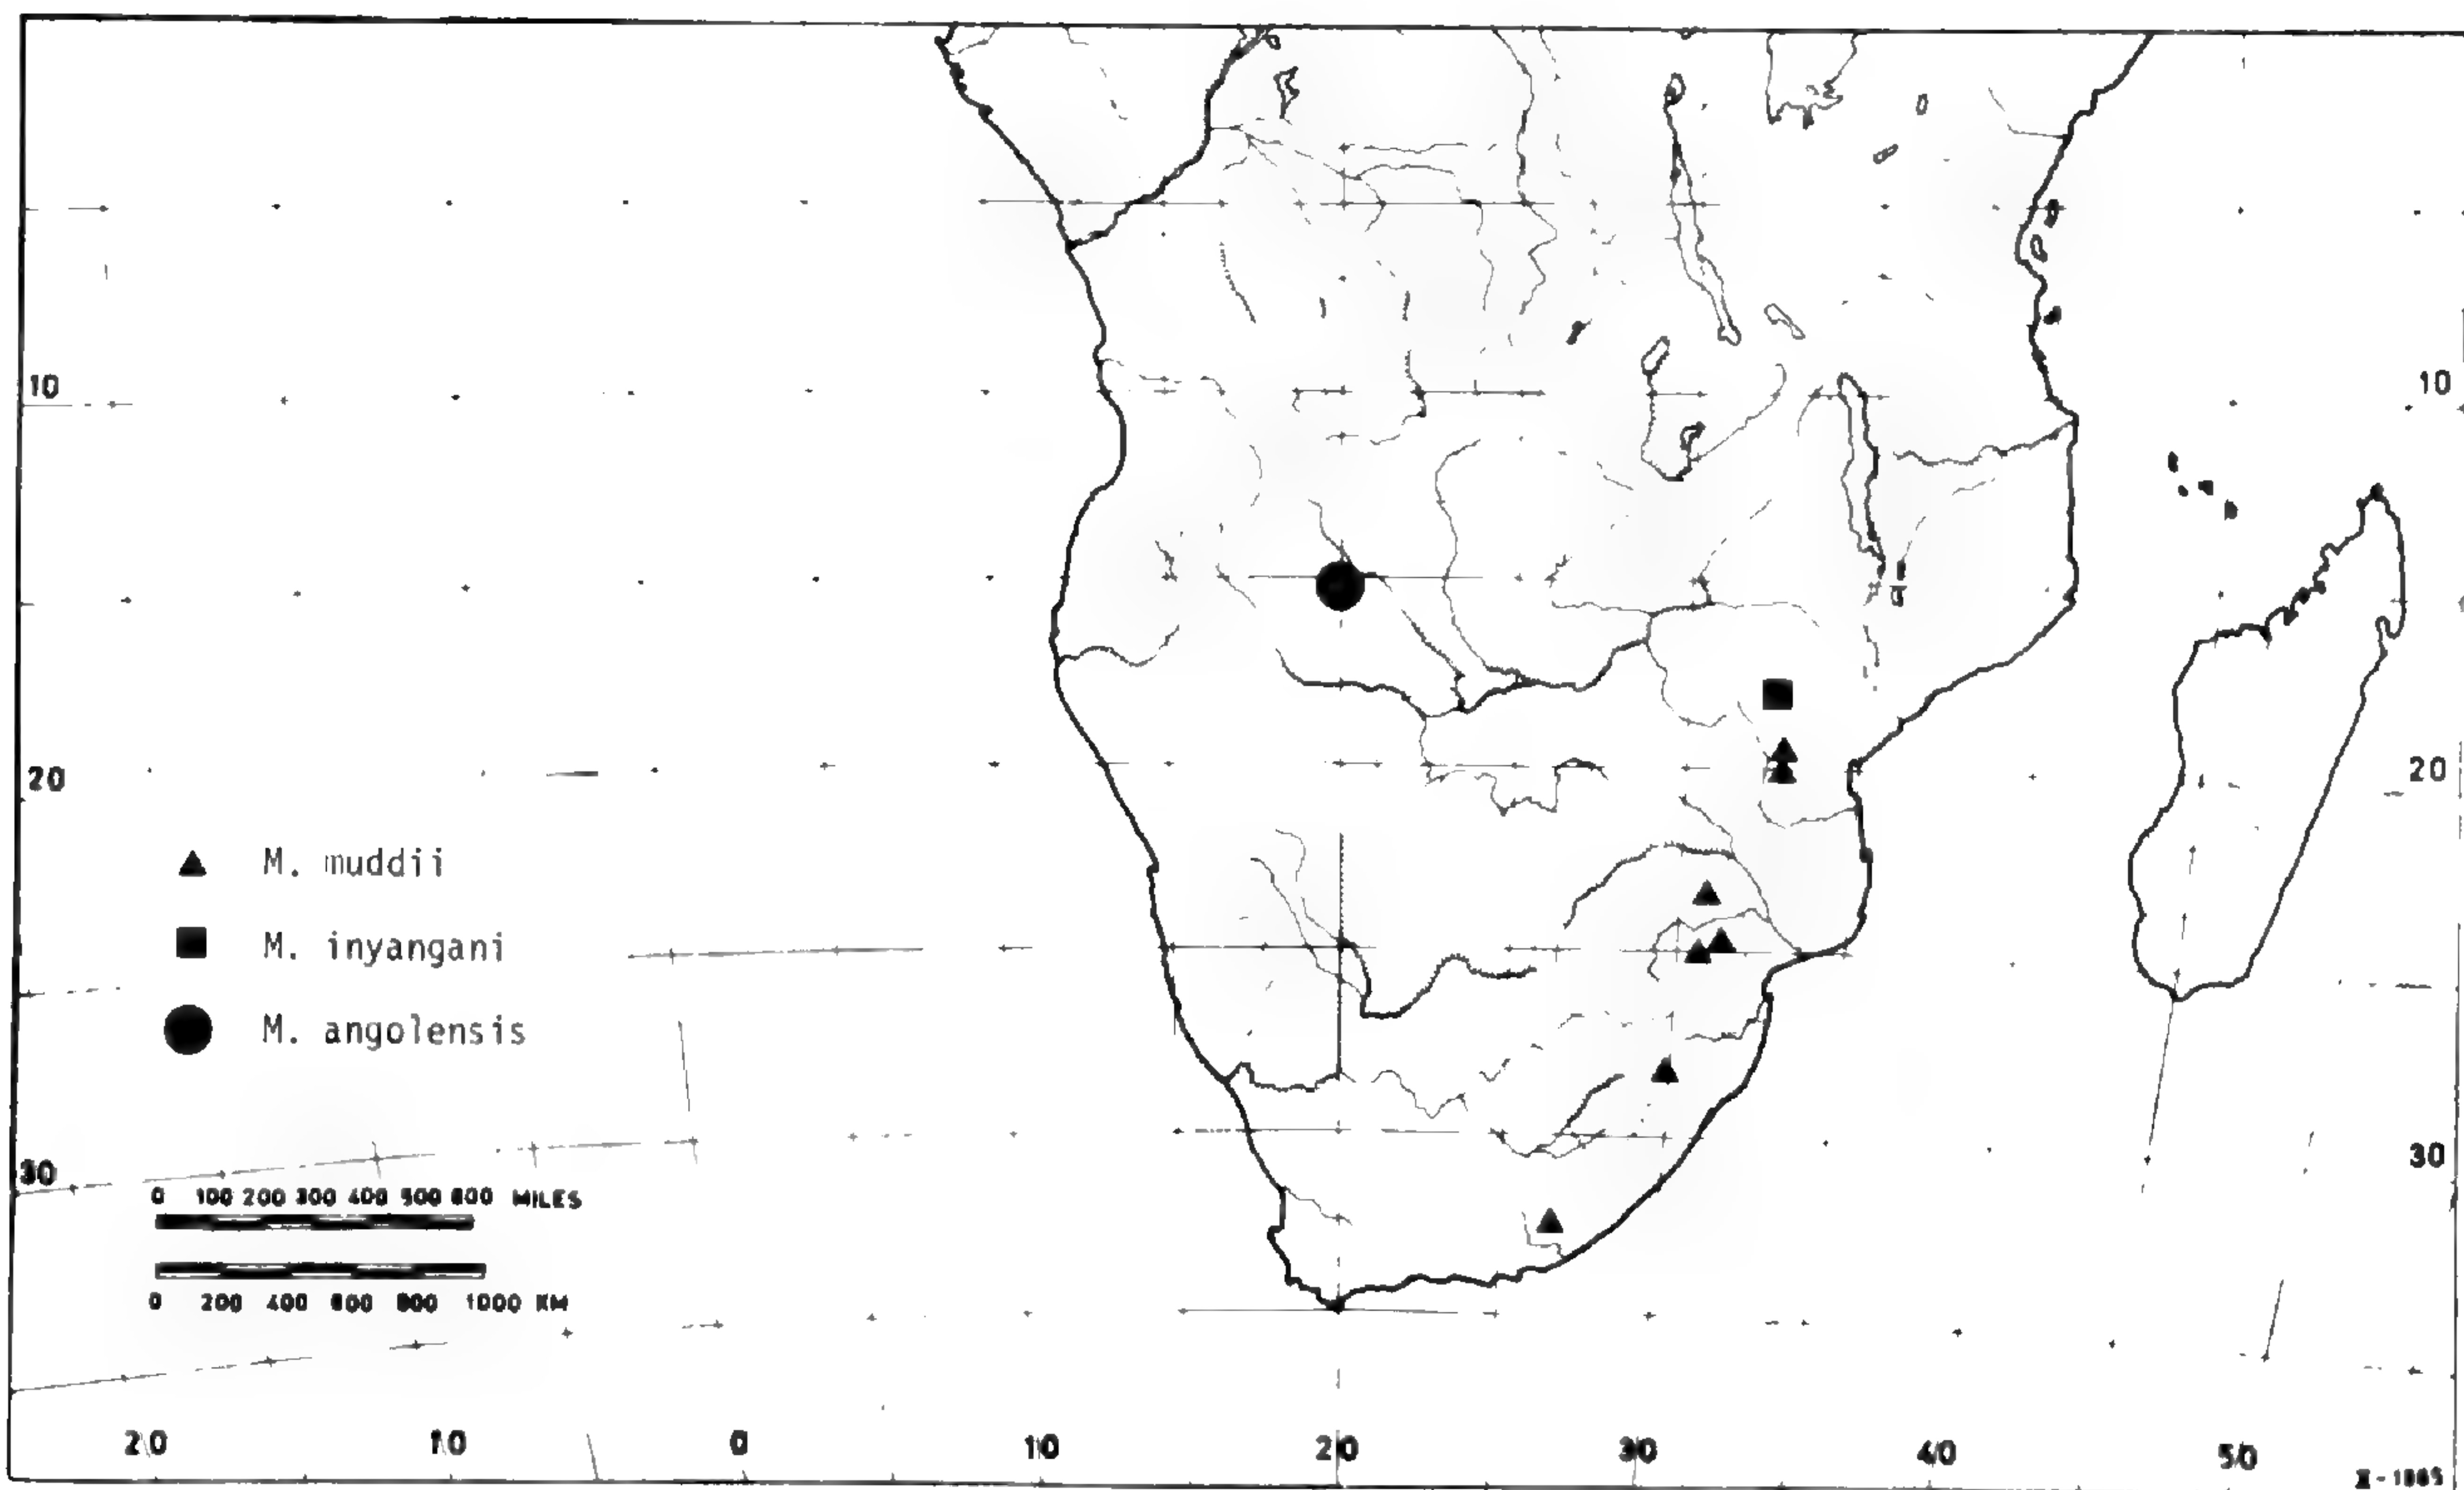 10 10
20 20
M. muddii
M. inyangani
M. angolensis
30 30
0 100 200 300 400 500 600 MILES
0 200 400 600 800 1000 KM
20 10 0 10 20 30 40 50